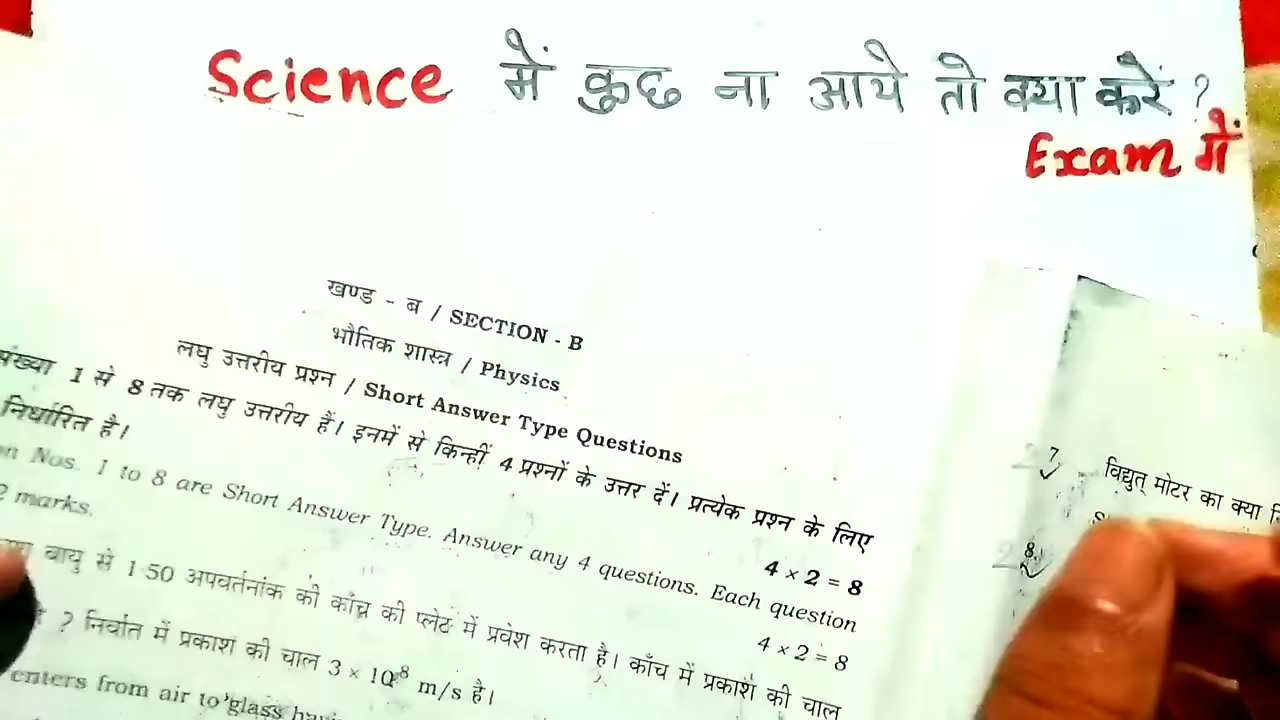 Science में कुछ ना आये तो क्या करें ?
Exam में
खण्ड - ब / SECTION - B
भौतिक शास्त्र / Physics
लघु उत्तरीय प्रश्न / Short Answer Type Questions
संख्या 1 से 8 तक लघु उत्तरीय हैं। इनमें से किन्हीं 4 प्रश्नों के उत्तर दें। प्रत्येक प्रश्न के लिए
निर्धारित है।
4 × 2 = 8
Nos. 1 to 8 are Short Answer Type. Answer any 4 questions. Each question
2 marks.
4 × 2 = 8
वायु से 1·50 अपवर्तनांक की काँच की प्लेट में प्रवेश करता है। काँच में प्रकाश की चाल
? निर्वात में प्रकाश की चाल 3 × 10⁸ m/s है।
enters from air to glass
7
विद्युत् मोटर का क्या
8.